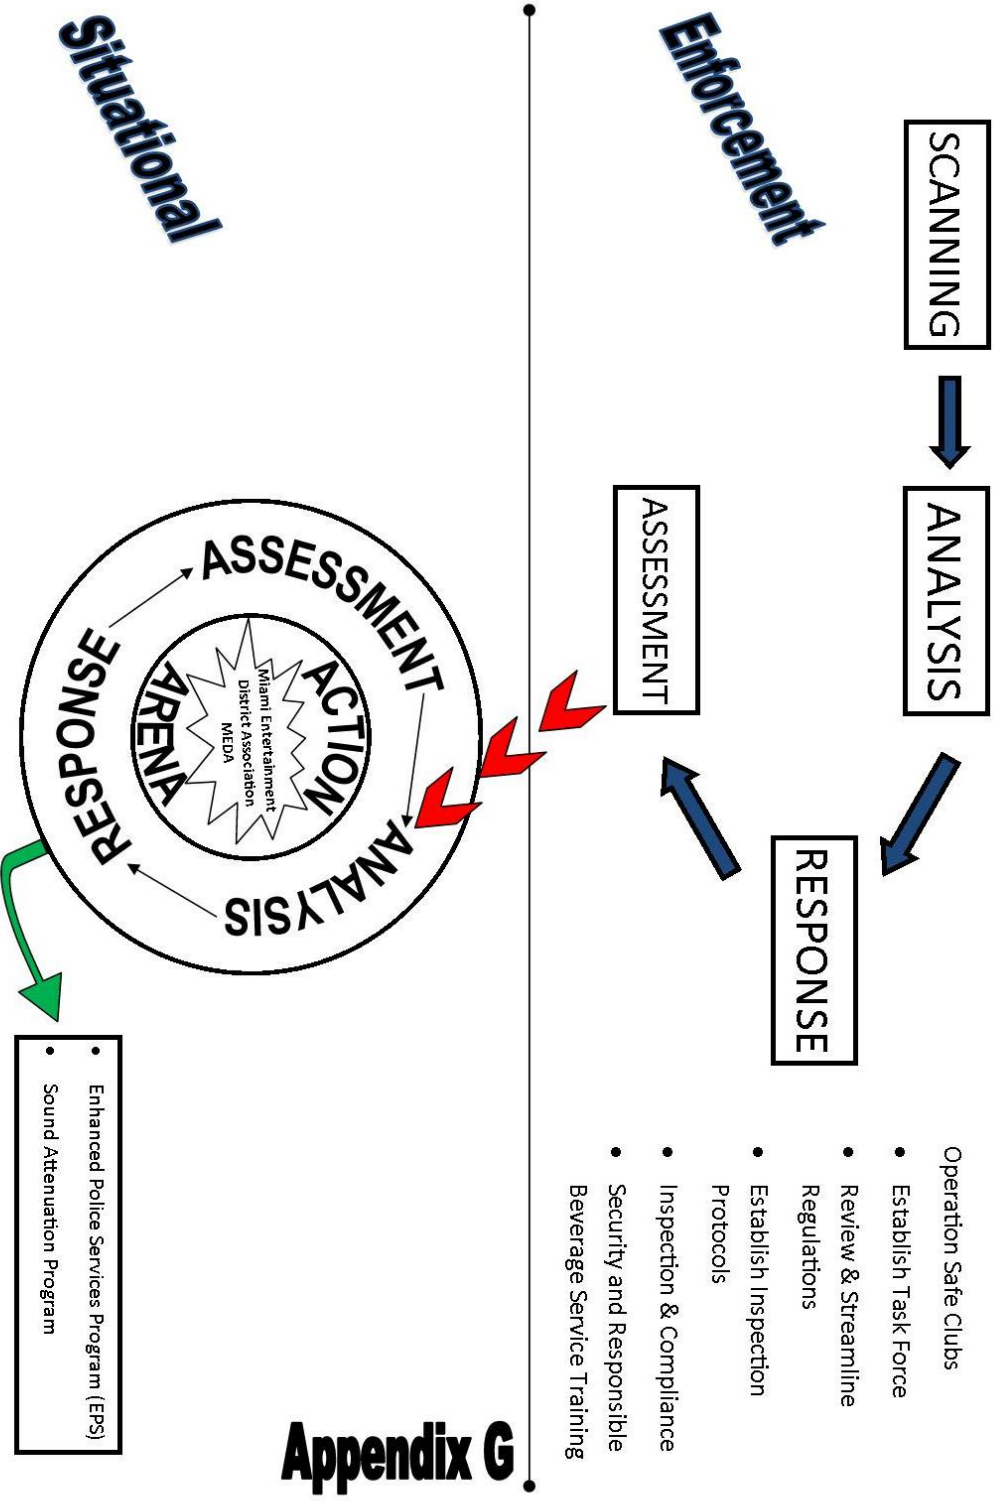 Enforcement
SCANNING
ANALYSIS
RESPONSE
ASSESSMENT
Operation Safe Clubs
• Establish Task Force
• Review & Streamline
Regulations
• Establish Inspection
Protocols
• Inspection & Compliance
• Security and Responsible
Beverage Service Training
Situational
ASSESSMENT
ANALYSIS
RESPONSE
ACTION
Miami Entertainment
District Association
MEDA
ARENA
• Enhanced Police Services Program (EPS)
• Sound Attenuation Program
Appendix G